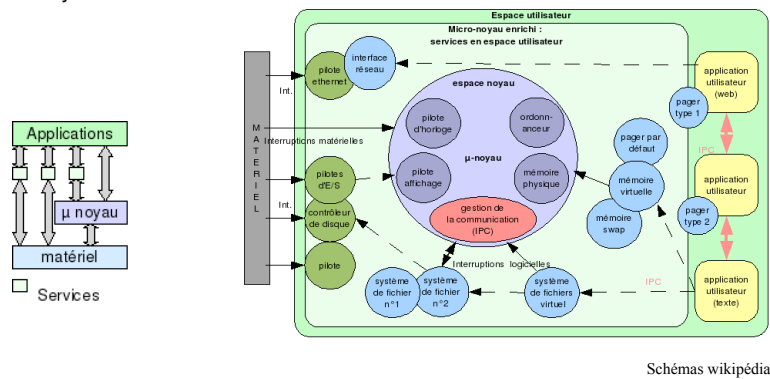 Applications
µ noyau
matériel
Services
Espace utilisateur
Micro-noyau enrichi :
services en espace utilisateur
MATERIEL
Int.
Interruptions matérielles
Int.
pilote
ethernet
interface
réseau
pilotes
d'E/S
contrôleur
de disque
pilote
espace noyau
pilote
d'horloge
ordonn-
anceur
pilote
affichage
µ-noyau
mémoire
physique
gestion de
la communication
(IPC)
Interruptions logicielles
système
de fichier
n°1
système
de fichier
n°2
système
de fichiers
virtuel
pager par
défaut
mémoire
virtuelle
mémoire
swap
application
utilisateur
(web)
pager
type 1
IPC
application
utilisateur
pager
type 2
IPC
application
utilisateur
(texte)
Schémas wikipédia